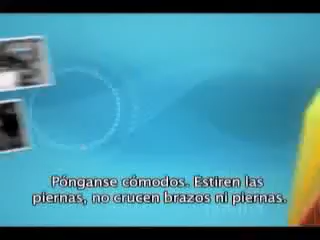 Pónganse cómodos. Estiren las
piernas, no crucen brazos ni piernas.